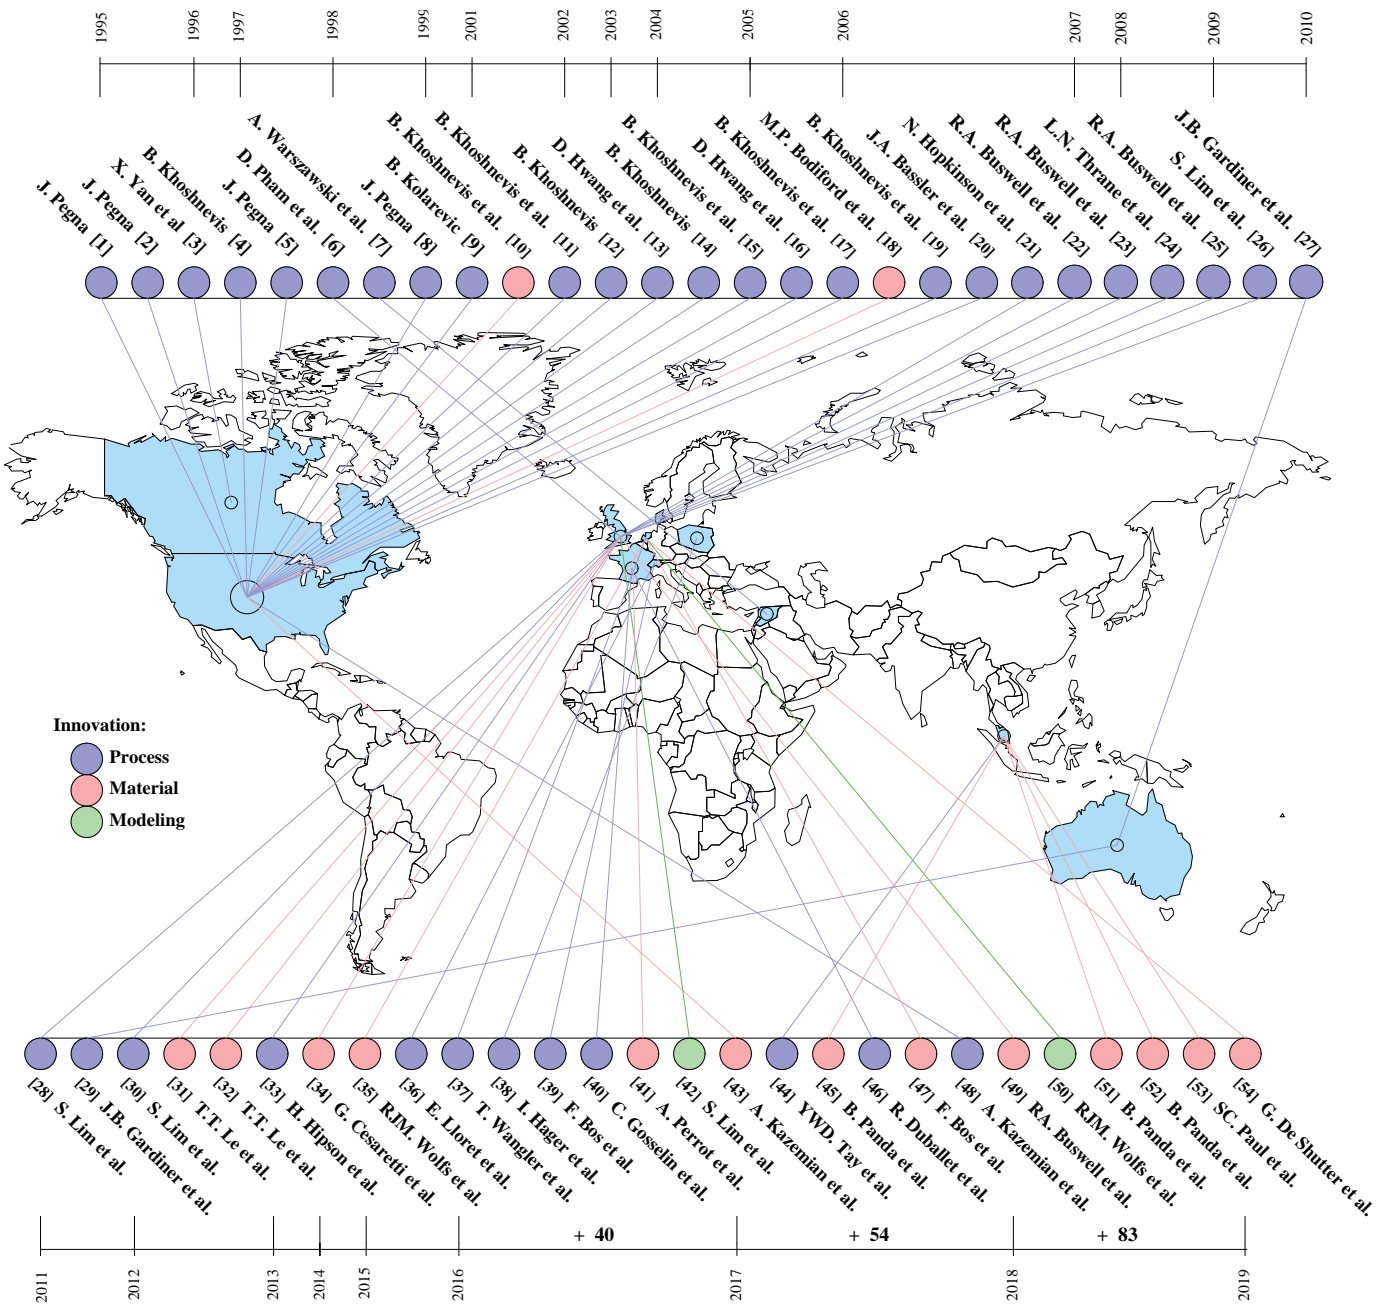 1995
1996
1997
1998
1999
2001
2002
2003
2004
2005
2006
2007
2008
2009
2010
J. Pegna [1]
J. Pegna [2]
X. Yan et al [3]
B. Khoshnevis [4]
J. Pegna [5]
D. Phan et al. [6]
A. Warszawski et al. [7]
J. Pegna [8]
B. Kolarevic [9]
B. Khoshnevis et al. [10]
B. Khoshnevis et al. [11]
B. Khoshnevis [12]
D. Hwang et al. [13]
B. Khoshnevis [14]
B. Khoshnevis et al. [15]
D. Hwang et al. [16]
B. Khoshnevis et al. [17]
M.P. Bodiford et al. [18]
B. Khoshnevis et al. [19]
J.A. Bassler et al. [20]
N. Hopkinson et al. [21]
R.A. Buswell et al. [22]
R.A. Buswell et al. [23]
L.N. Thrane et al. [24]
R.A. Buswell et al. [25]
S. Lim et al. [26]
J.B. Gardiner et al. [27]
Innovation:
Process
Material
Modeling
[28] S. Lim et al.
[29] J.B. Gardiner et al.
[30] S. Lim et al.
[31] T.T. Le et al.
[32] T.T. Le et al.
[33] H. Hipson et al.
[34] G. Cesaretti et al.
[35] RJM. Wolfs et al.
[36] E. Lloret et al.
[37] T. Wangler et al.
[38] I. Hager et al.
[39] F. Bos et al.
[40] C. Gosselin et al.
[41] A. Perrot et al.
[42] S. Lim et al.
[43] A. Kazemian et al.
[44] YWD. Tay et al.
[45] B. Panda et al.
[46] R. Duballet et al.
[47] F. Bos et al.
[48] A. Kazemian et al.
[49] RA. Buswell et al.
[50] RJM. Wolfs et al.
[51] B. Panda et al.
[52] B. Panda et al.
[53] SC. Paul et al.
[54] G. De Shutter et al.
+ 40
+ 54
+ 83
2011
2012
2013
2014
2015
2016
2017
2018
2019